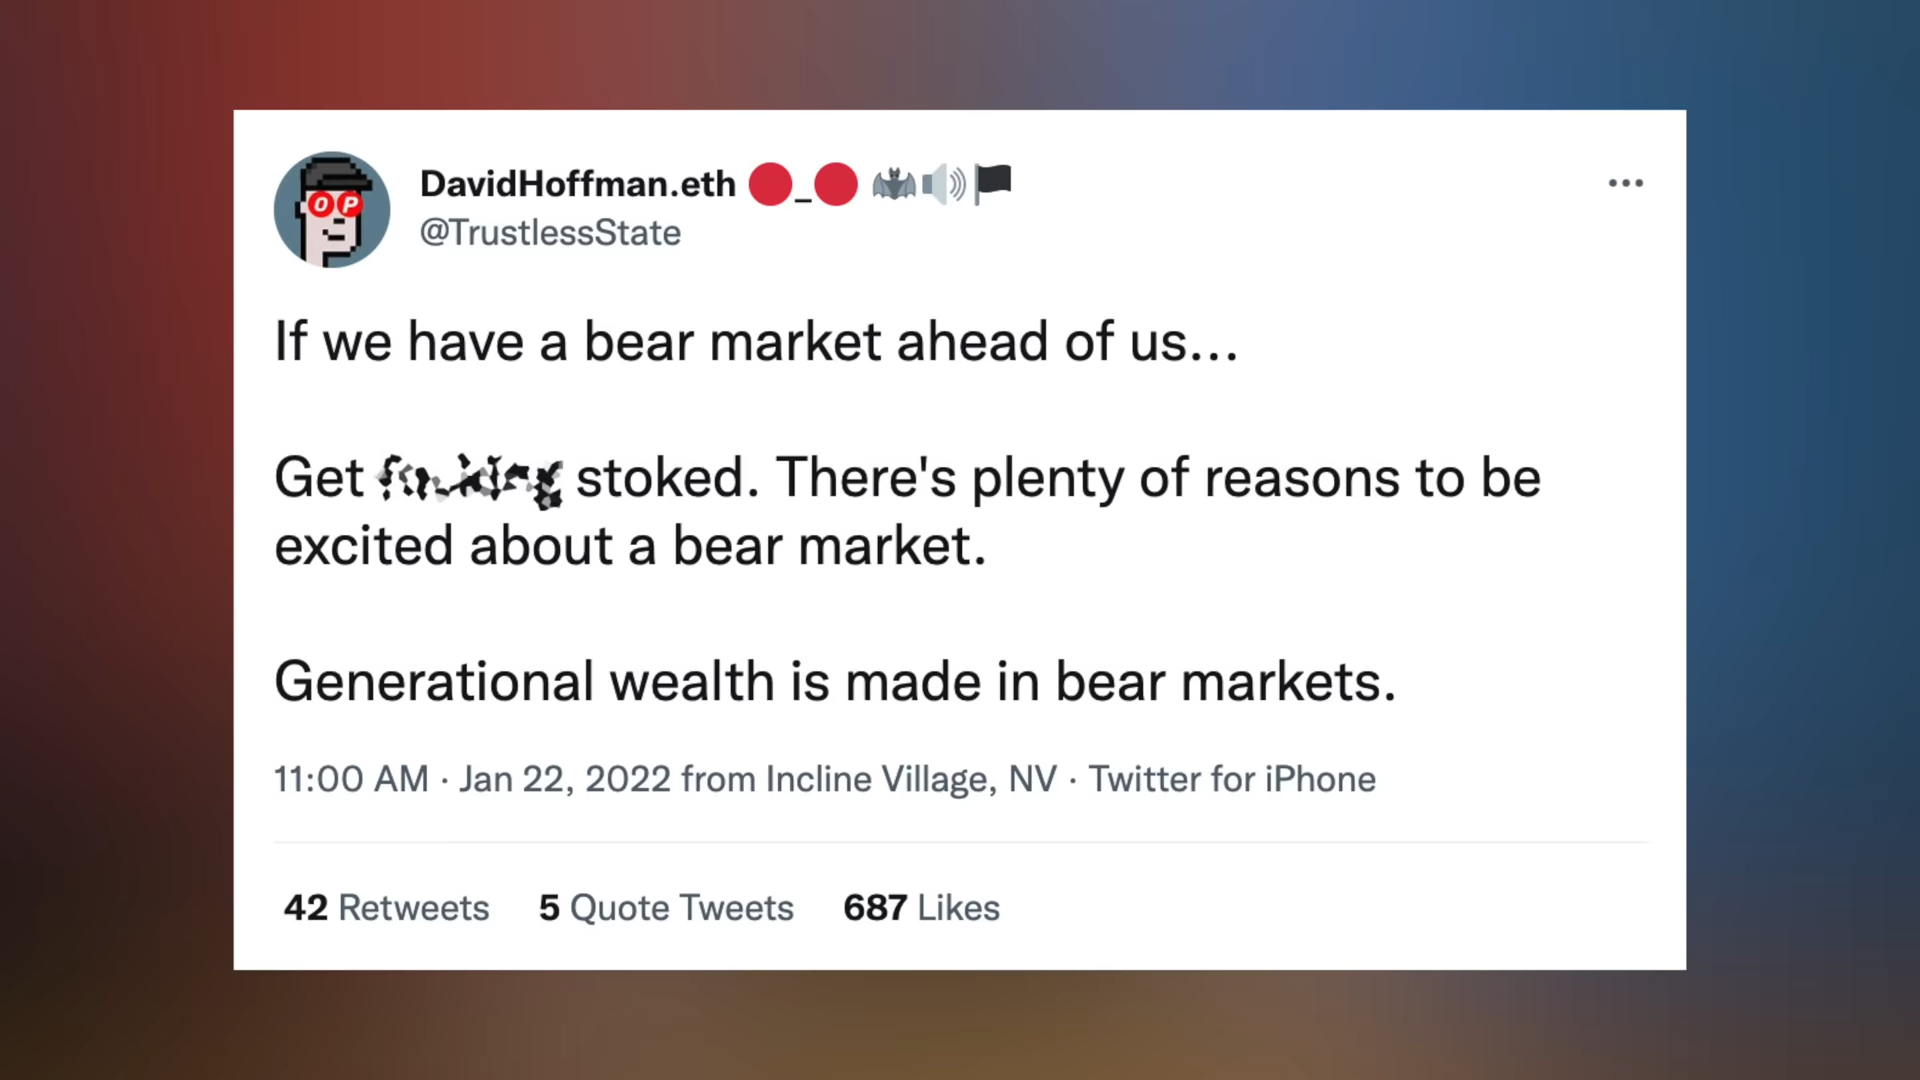 OP
DavidHoffman.eth 🔴_🔴 🦇🔊🏴
@TrustlessState
If we have a bear market ahead of us...
Get stoked. There's plenty of reasons to be
excited about a bear market.
Generational wealth is made in bear markets.
11:00 AM · Jan 22, 2022 from Incline Village, NV · Twitter for iPhone
42 Retweets 5 Quote Tweets 687 Likes